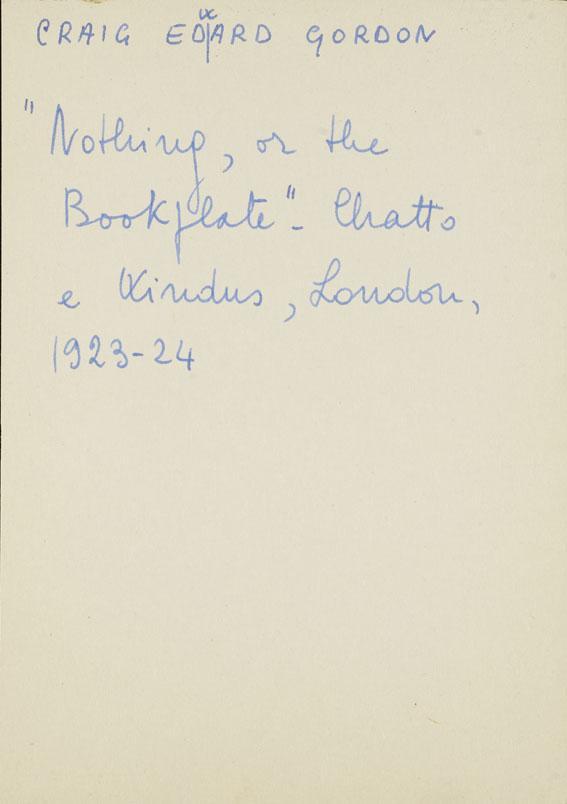 CRAIG EDWARD GORDON
"Nothing, or the
Bookplate" - Chatto
e Windus, London,
1923-24